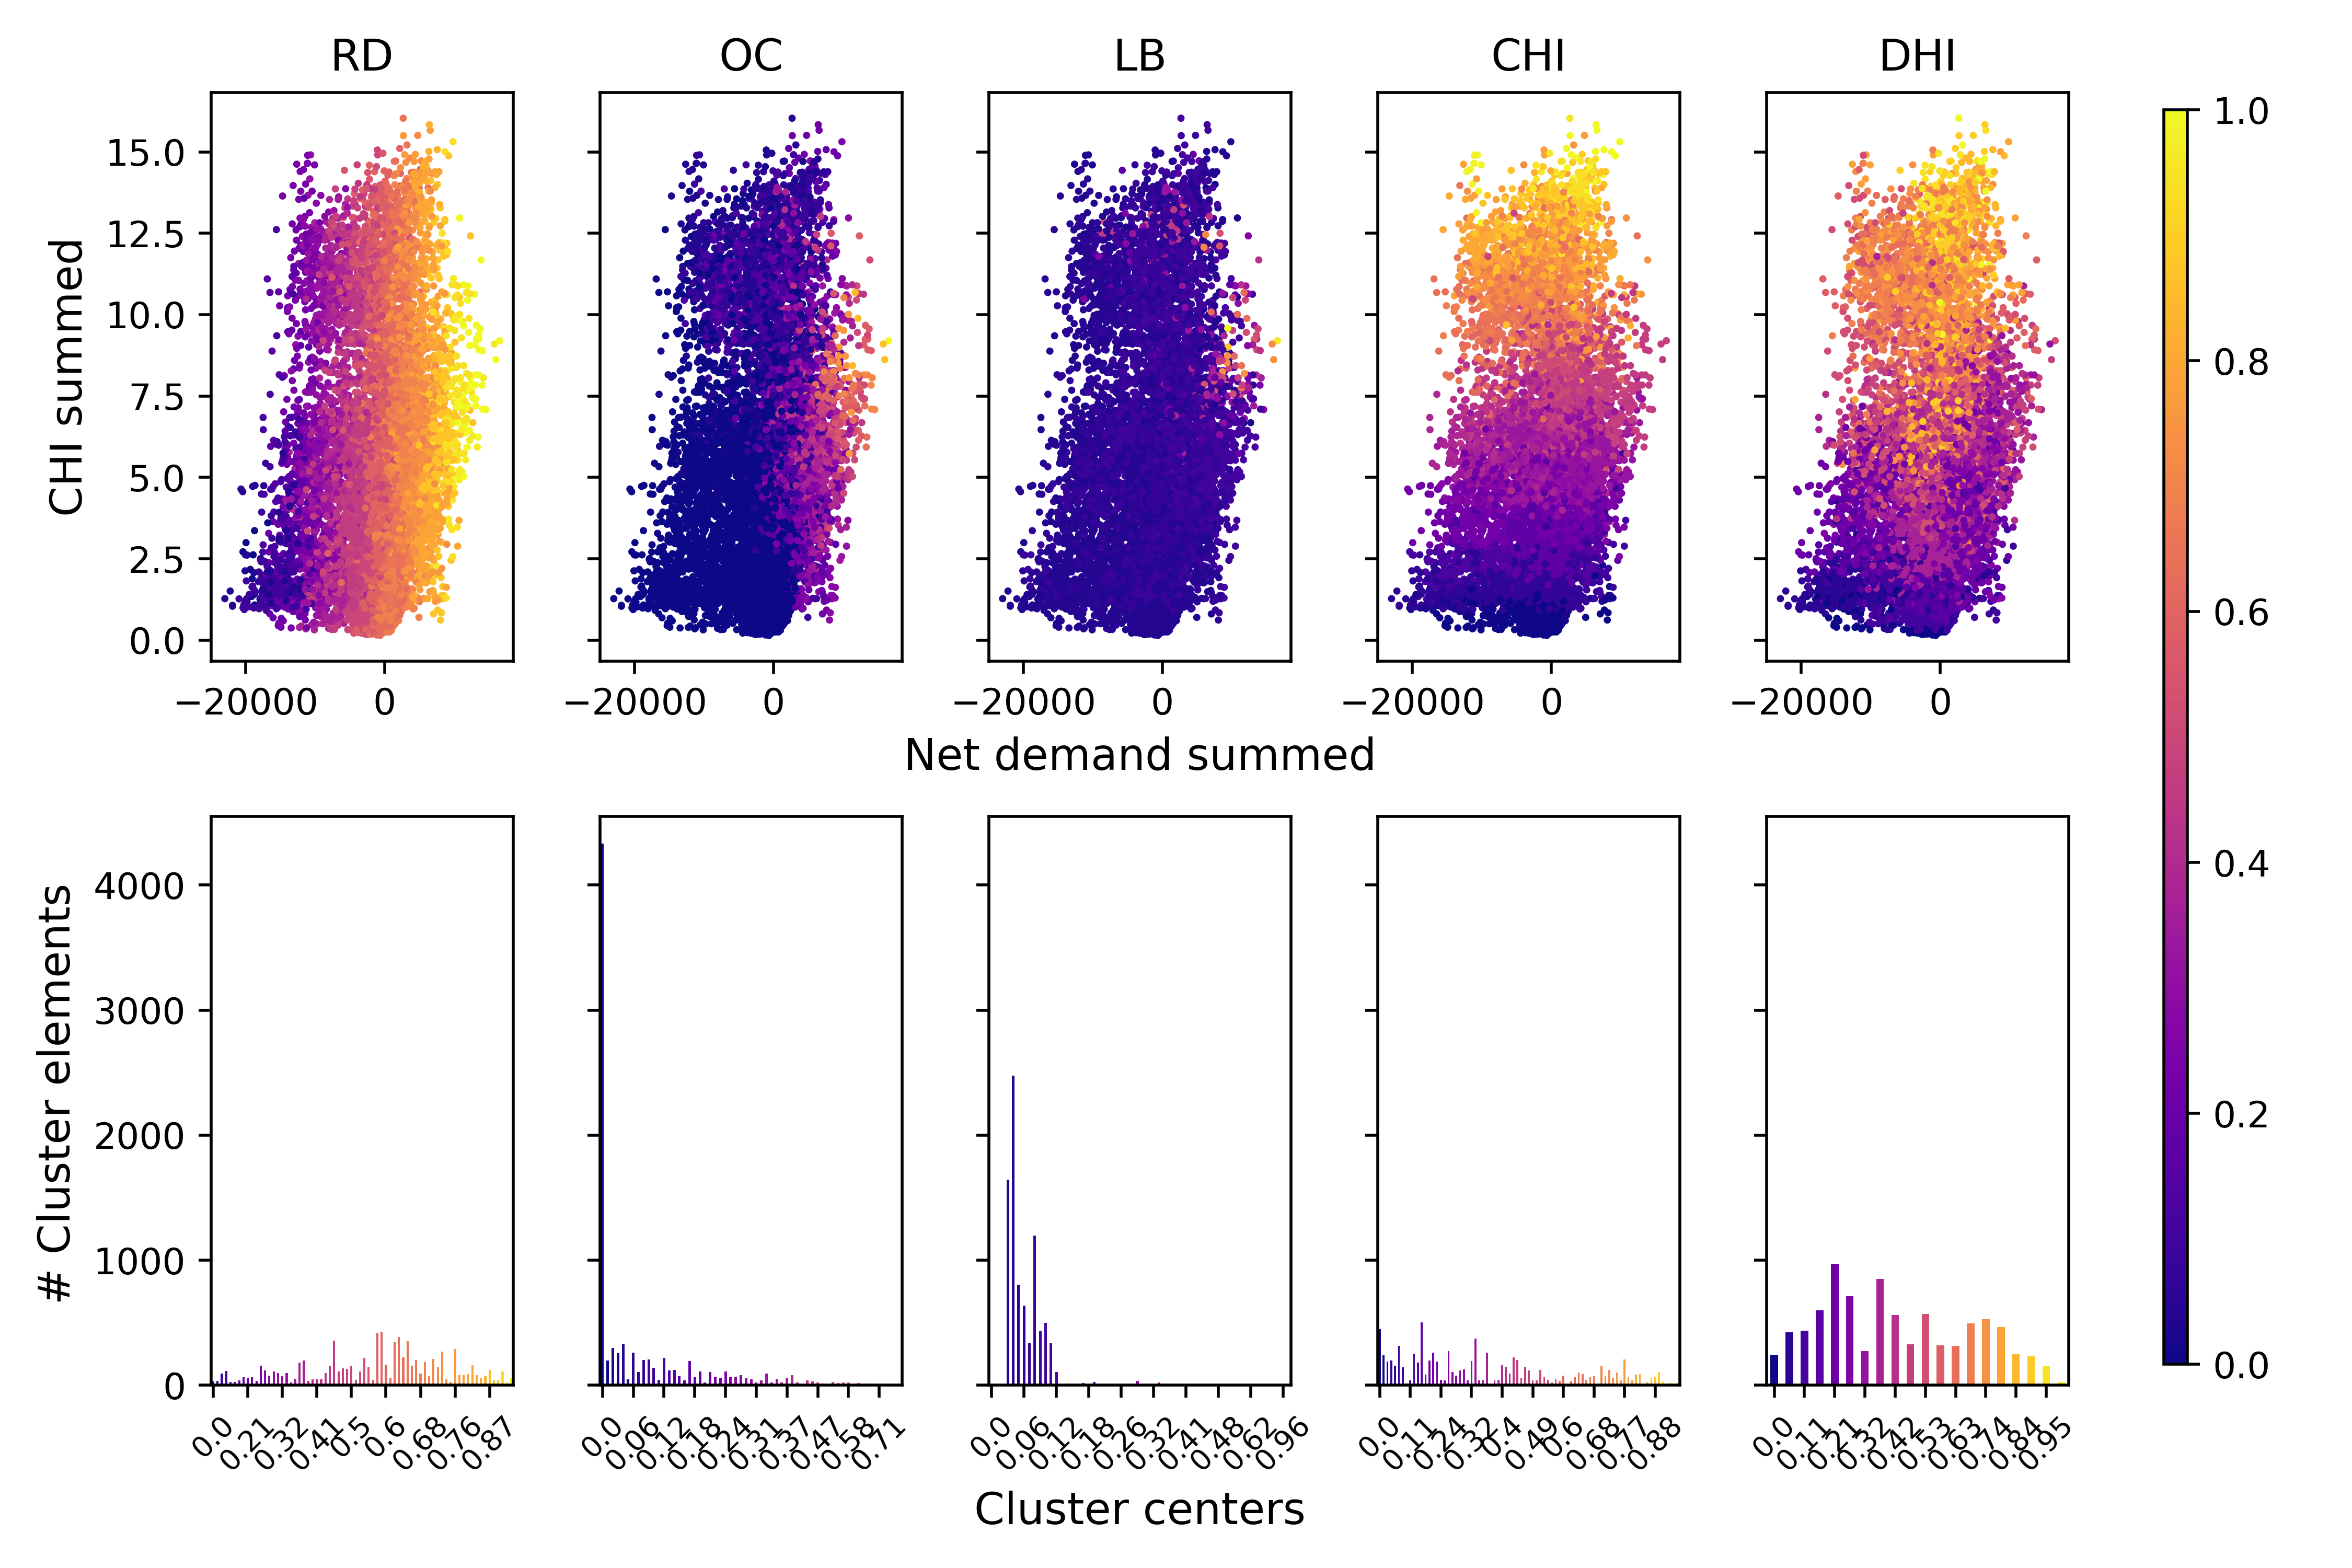 RD OC LB CHI DHI
CHI summed
15.0
12.5
10.0
7.5
5.0
2.5
0.0
−20000 0 −20000 0 −20000 0 −20000 0 −20000 0
Net demand summed
1.0
0.8
0.6
0.4
0.2
0.0
# Cluster elements
4000
3000
2000
1000
0
0.0 0.21 0.32 0.41 0.5 0.6 0.68 0.76 0.87
0.0 0.06 0.12 0.18 0.24 0.31 0.37 0.47 0.58 0.71
0.0 0.06 0.12 0.18 0.26 0.32 0.41 0.48 0.62 0.96
0.0 0.11 0.24 0.32 0.4 0.49 0.6 0.68 0.77 0.88
0.0 0.11 0.21 0.32 0.42 0.53 0.63 0.74 0.84 0.95
Cluster centers